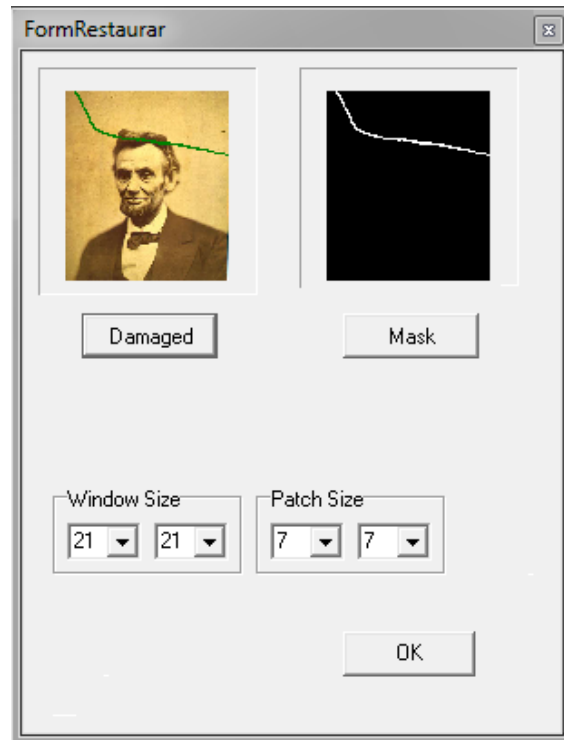 FormRestaurar
Damaged
Mask
Window Size
Patch Size
21 21
7 7
OK